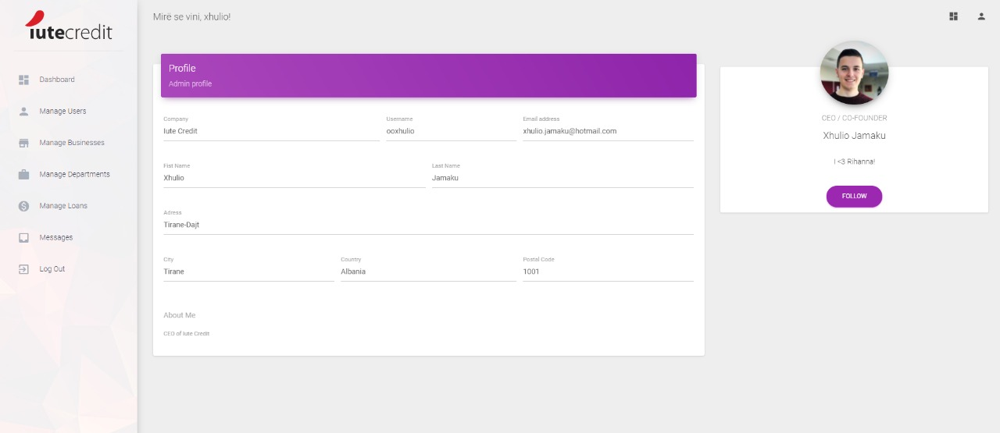 iutecredit
Mirë se vini, xhulio!
Dashboard
Manage Users
Manage Businesses
Manage Departments
Manage Loans
Messages
Log Out
Profile
Admin profile
Company Username Email address
Iute Credit ooxhulio xhulio.jamaku@hotmail.com
Fist Name Last Name
Xhulio Jamaku
Adress
Tirane-Dajt
City Country Postal Code
Tirane Albania 1001
About Me
CEO of Iute Credit
CEO / CO-FOUNDER
Xhulio Jamaku
I <3 Rihanna!
FOLLOW